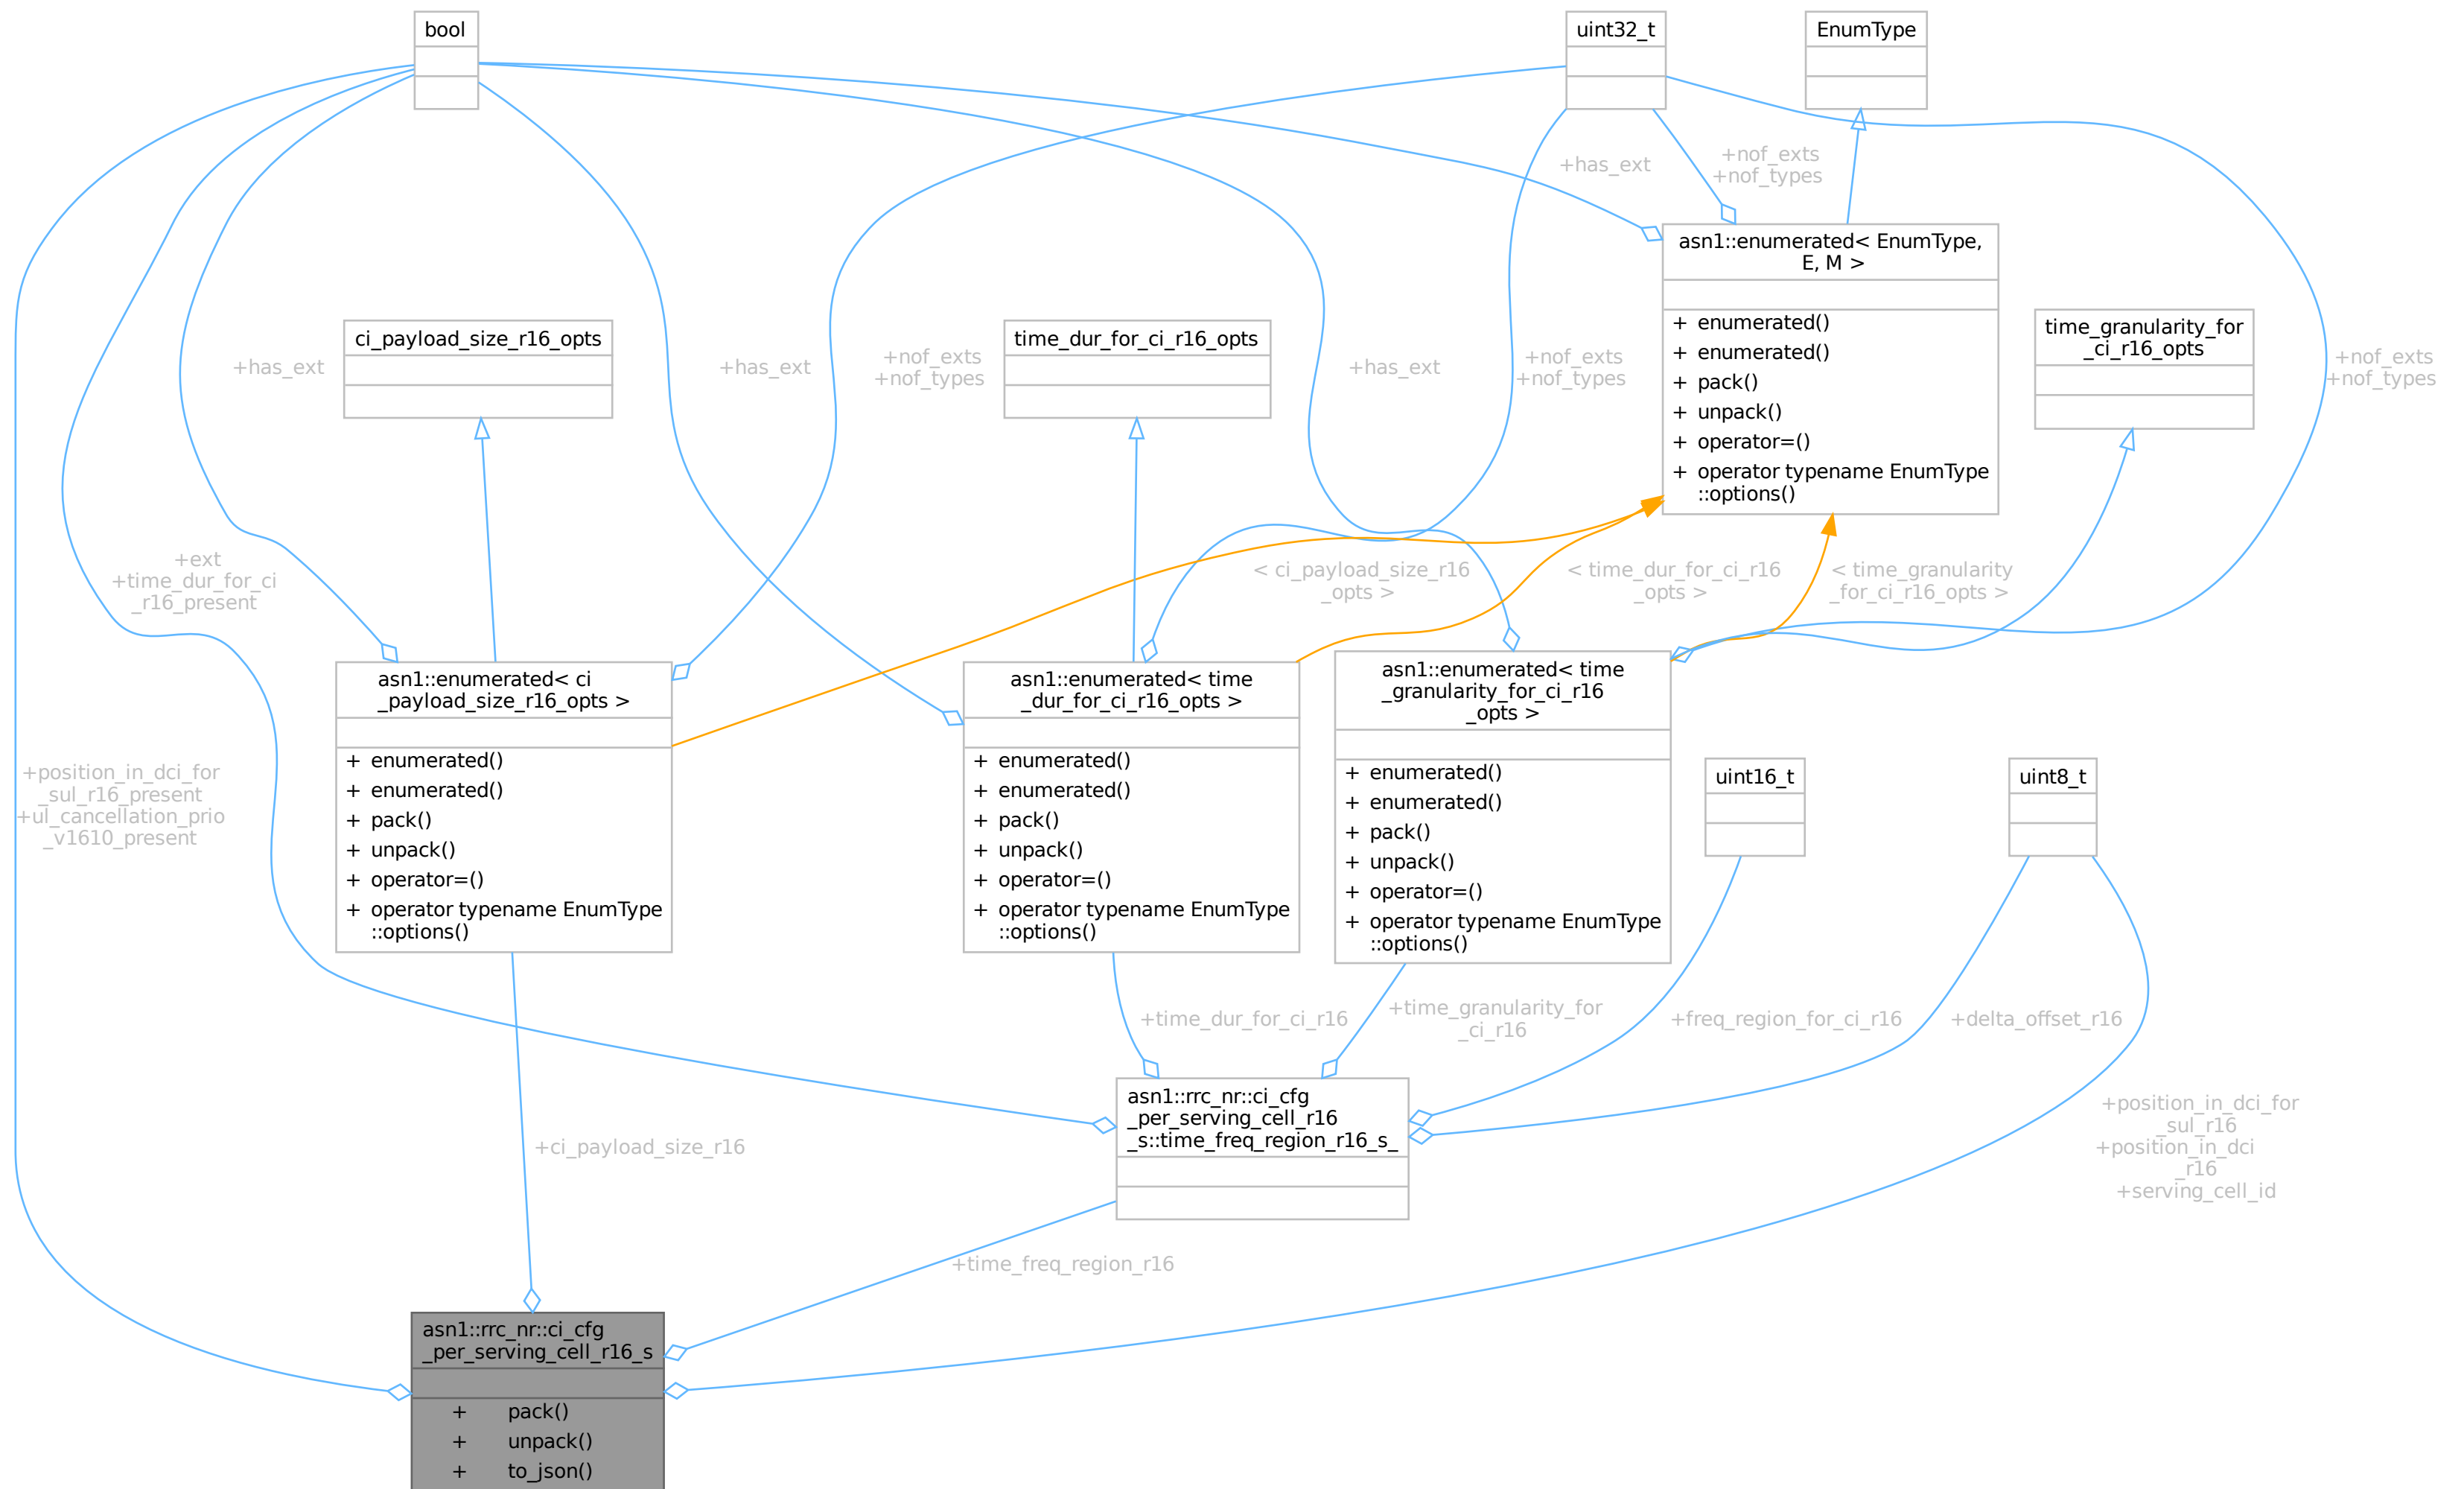 bool
uint32_t
EnumType
+has_ext
+nof_exts
+nof_types
asn1::enumerated< EnumType,
E, M >
+ enumerated()
+ enumerated()
+ pack()
+ unpack()
+ operator=()
+ operator typename EnumType
::options()
ci_payload_size_r16_opts
time_dur_for_ci_r16_opts
time_granularity_for
_ci_r16_opts
+has_ext
+has_ext
+nof_exts
+nof_types
+has_ext
+nof_exts
+nof_types
+nof_exts
+nof_types
+ext
+time_dur_for_ci
_r16_present
< ci_payload_size_r16
_opts >
< time_dur_for_ci_r16
_opts >
< time_granularity
_for_ci_r16_opts >
asn1::enumerated< ci
_payload_size_r16_opts >
+ enumerated()
+ enumerated()
+ pack()
+ unpack()
+ operator=()
+ operator typename EnumType
::options()
asn1::enumerated< time
_dur_for_ci_r16_opts >
+ enumerated()
+ enumerated()
+ pack()
+ unpack()
+ operator=()
+ operator typename EnumType
::options()
asn1::enumerated< time
_granularity_for_ci_r16
_opts >
+ enumerated()
+ enumerated()
+ pack()
+ unpack()
+ operator=()
+ operator typename EnumType
::options()
uint16_t
uint8_t
+position_in_dci_for
_sul_r16_present
+ul_cancellation_prio
_v1610_present
+time_dur_for_ci_r16
+time_granularity_for
_ci_r16
+freq_region_for_ci_r16
+delta_offset_r16
asn1::rrc_nr::ci_cfg
_per_serving_cell_r16
_s::time_freq_region_r16_s_
+ci_payload_size_r16
+position_in_dci_for
_sul_r16
+position_in_dci
_r16
+serving_cell_id
+time_freq_region_r16
asn1::rrc_nr::ci_cfg
_per_serving_cell_r16_s
+ pack()
+ unpack()
+ to_json()